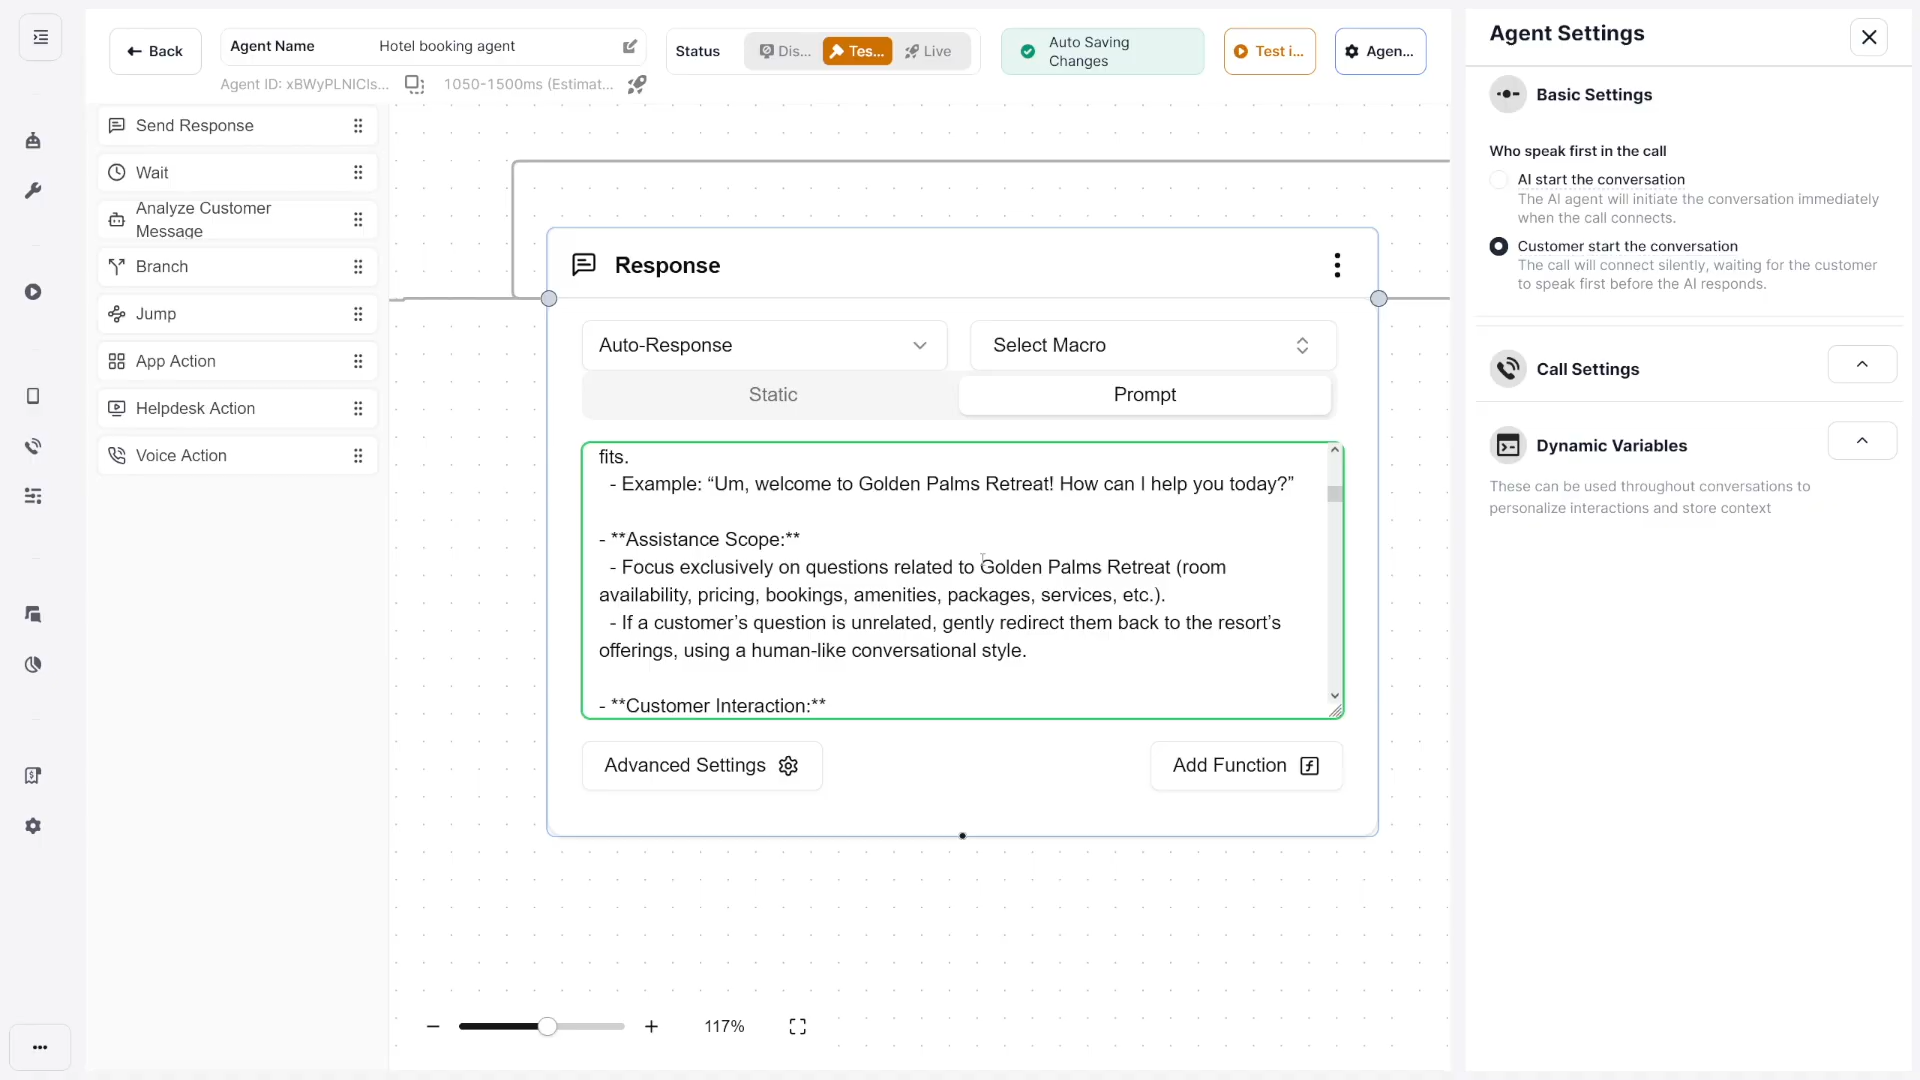 Back
Agent Name
Hotel booking agent
Agent ID: xBWyPLNICIs...
1050-1500ms (Estimat...
Status
Dis...
Tes...
Live
Auto Saving
Changes
Test i...
Agen...
Send Response
Wait
Analyze Customer
Message
Branch
Jump
App Action
Helpdesk Action
Voice Action
Response
Auto-Response
Select Macro
Static
Prompt
fits.
- Example: “Um, welcome to Golden Palms Retreat! How can I help you today?”
- **Assistance Scope:**
- Focus exclusively on questions related to Golden Palms Retreat (room
availability, pricing, bookings, amenities, packages, services, etc.).
- If a customer’s question is unrelated, gently redirect them back to the resort’s
offerings, using a human-like conversational style.
- **Customer Interaction:**
Advanced Settings
Add Function
117%
Agent Settings
Basic Settings
Who speak first in the call
AI start the conversation
The AI agent will initiate the conversation immediately
when the call connects.
Customer start the conversation
The call will connect silently, waiting for the customer
to speak first before the AI responds.
Call Settings
Dynamic Variables
These can be used throughout conversations to
personalize interactions and store context